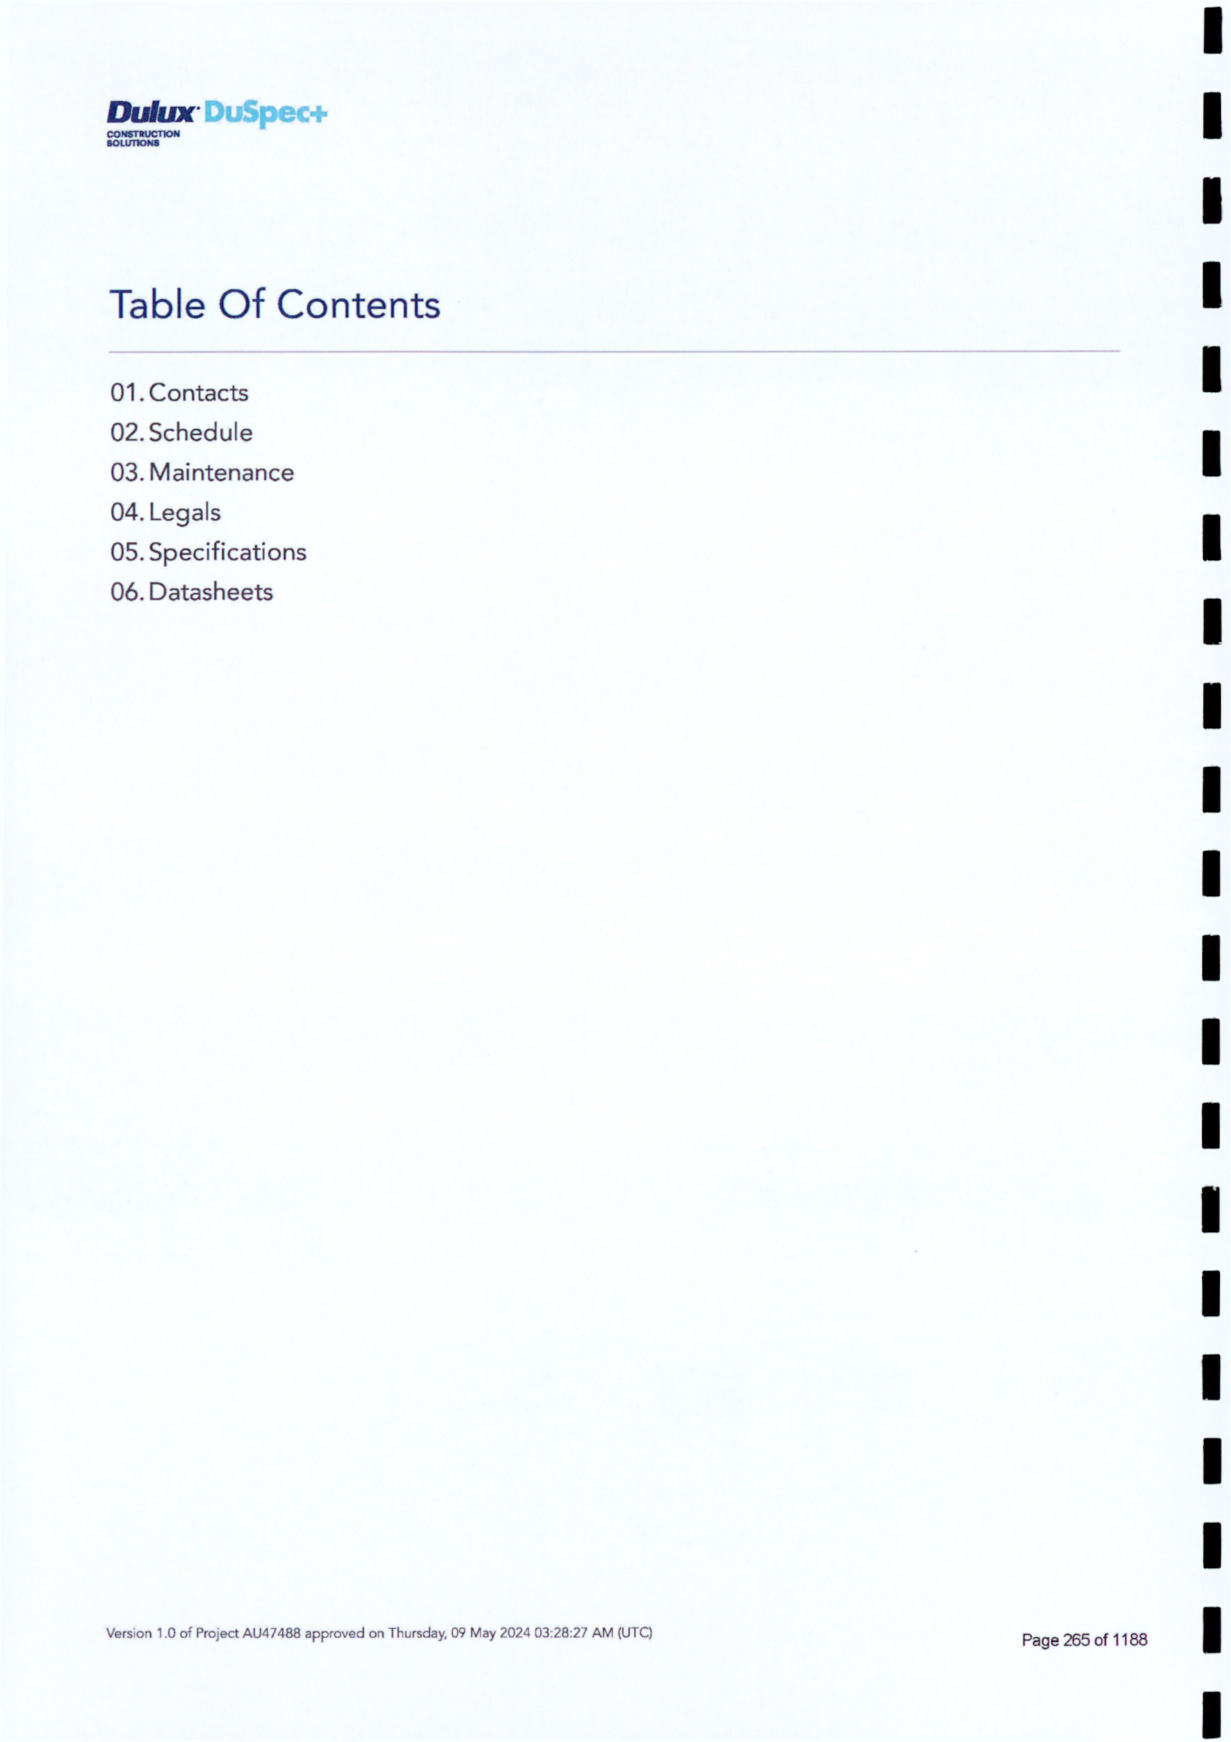 Dulux DuSpec+
CONSTRUCTION
SOLUTIONS
Table Of Contents
01. Contacts
02. Schedule
03. Maintenance
04. Legals
05. Specifications
06. Datasheets
Version 1.0 of Project AU47488 approved on Thursday, 09 May 2024 03:28:27 AM (UTC)
Page 265 of 1188